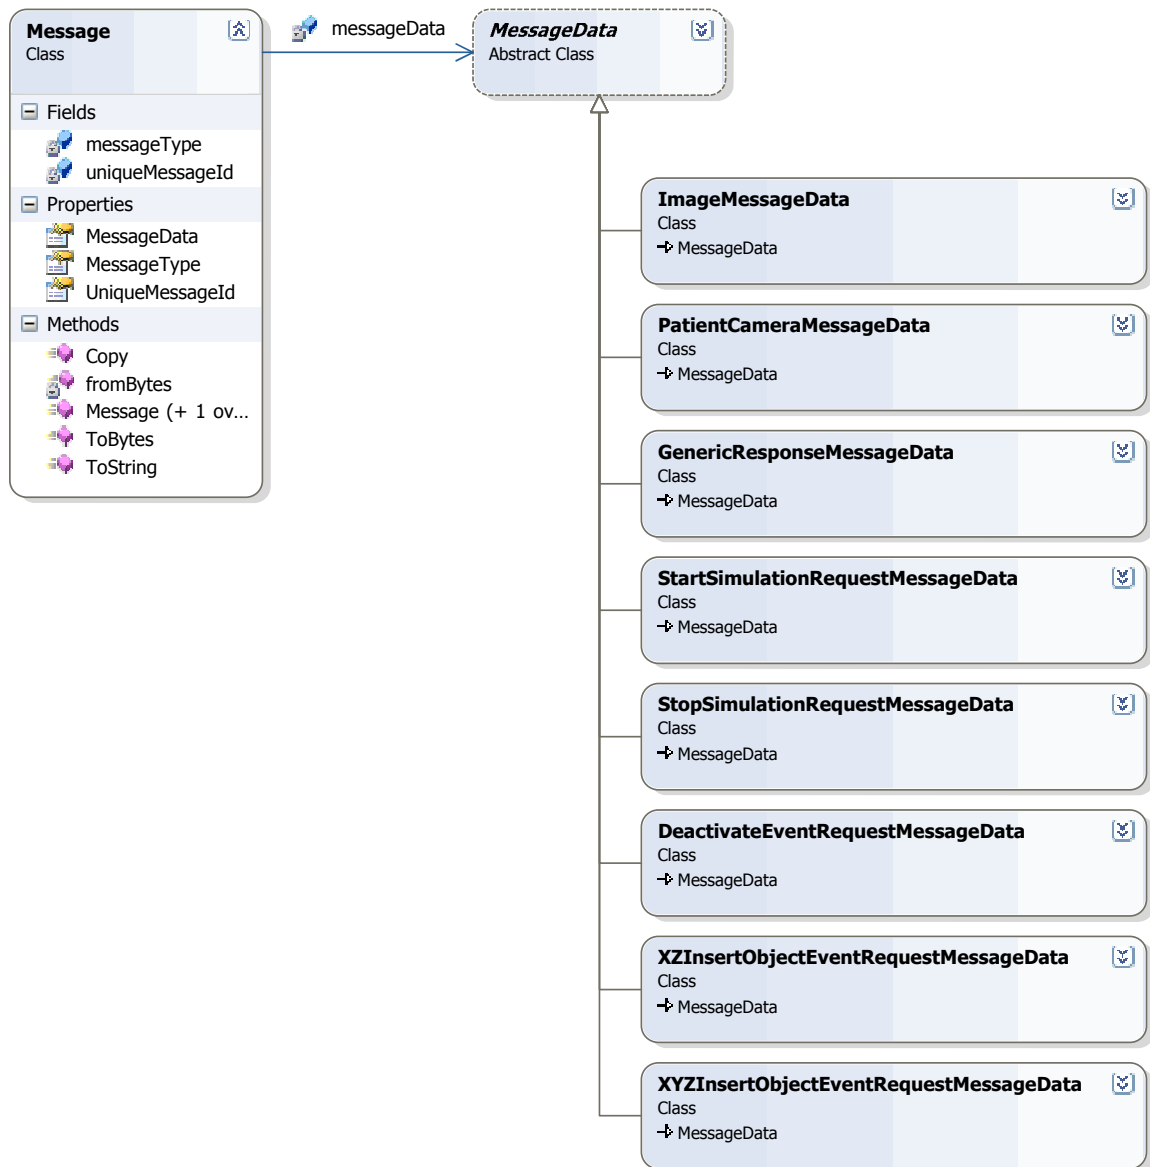 Message
Class
messageData
MessageData
Abstract Class
Fields
messageType
uniqueMessageId
Properties
MessageData
MessageType
UniqueMessageId
Methods
Copy
fromBytes
Message (+ 1 ov...
ToBytes
ToString
ImageMessageData
Class
MessageData
PatientCameraMessageData
Class
MessageData
GenericResponseMessageData
Class
MessageData
StartSimulationRequestMessageData
Class
MessageData
StopSimulationRequestMessageData
Class
MessageData
DeactivateEventRequestMessageData
Class
MessageData
XZInsertObjectEventRequestMessageData
Class
MessageData
XYZInsertObjectEventRequestMessageData
Class
MessageData